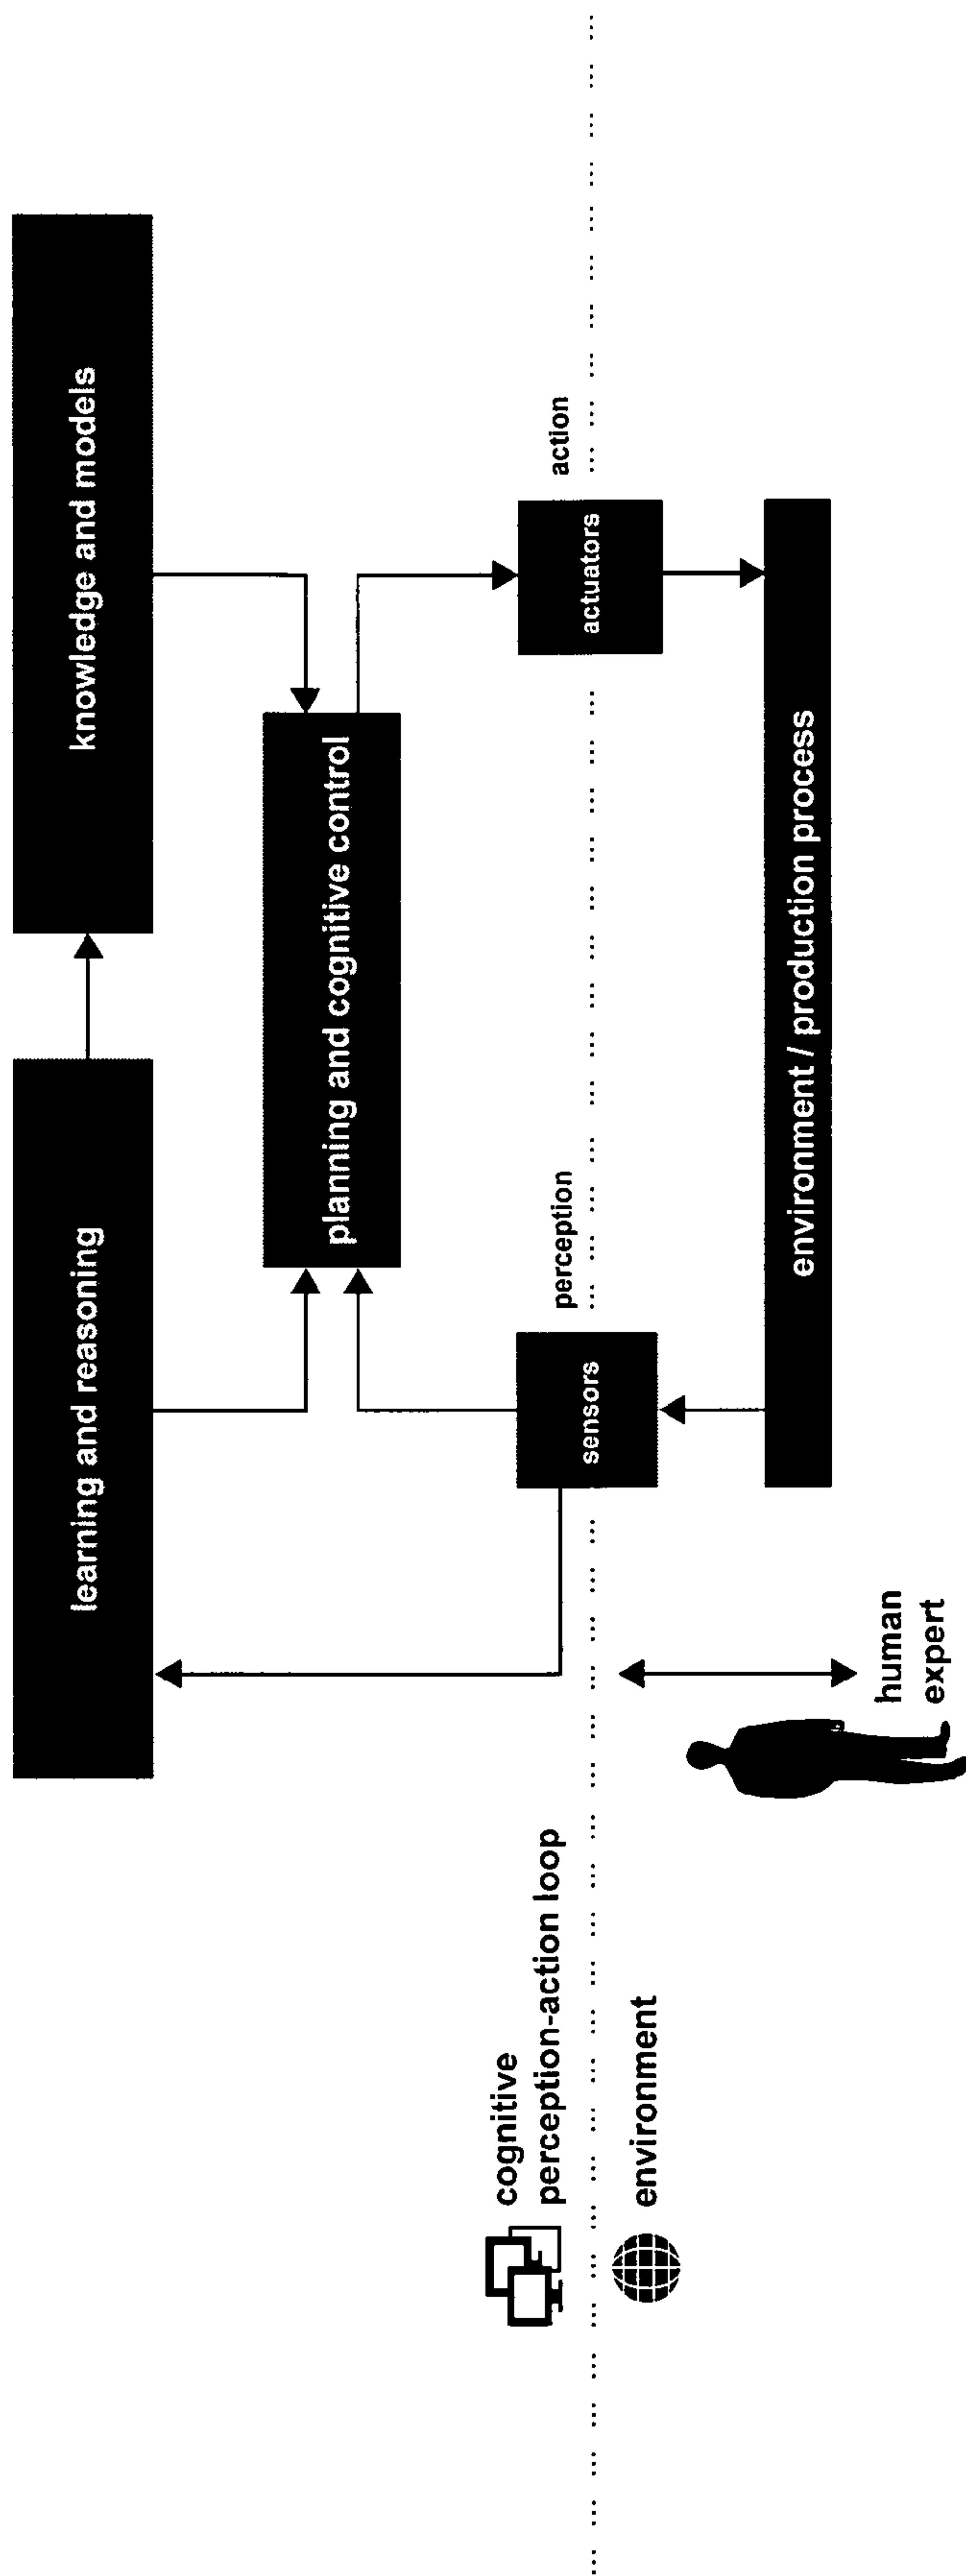 learning and reasoning
knowledge and models
planning and cognitive control
cognitive
perception-action loop
perception
action
sensors
actuators
environment
environment / production process
human
expert